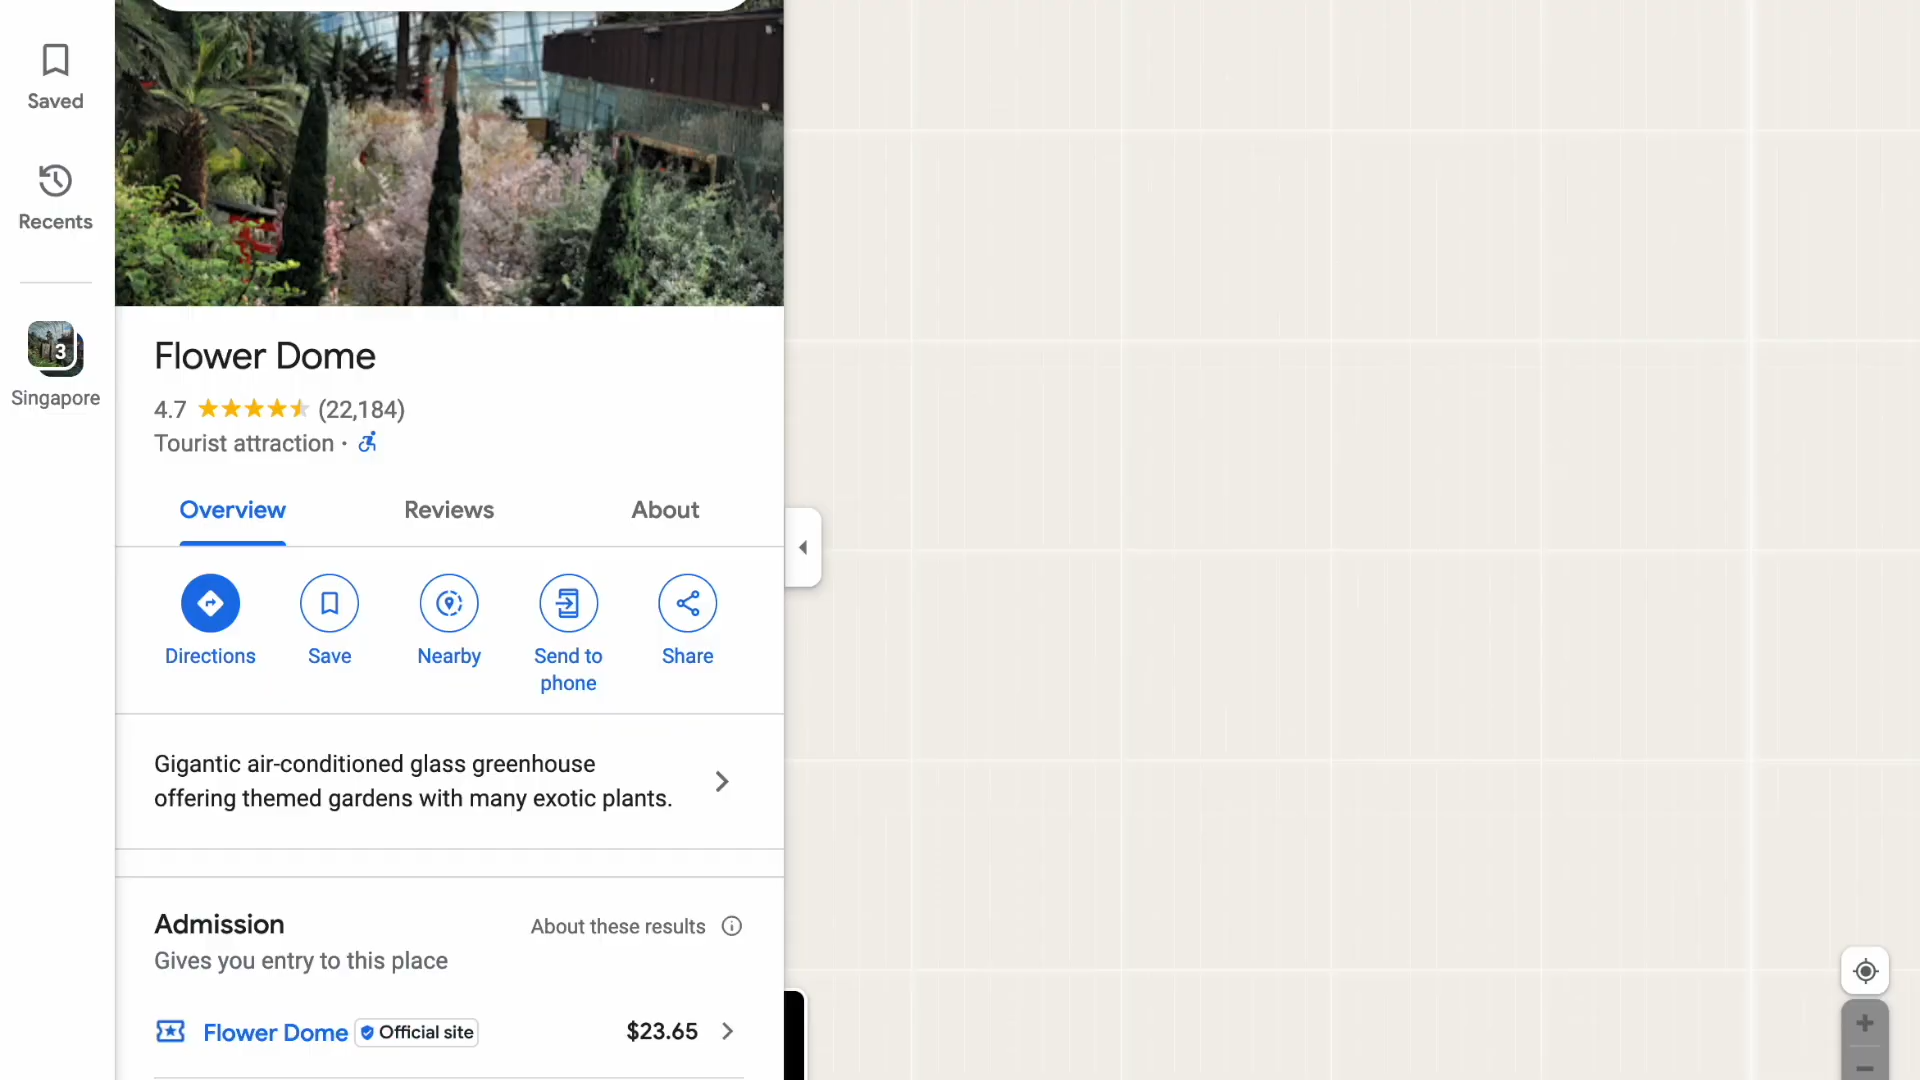 Saved
Recents
3
Singapore
Flower Dome
4.7 (22,184)
Tourist attraction ·
Overview Reviews About
Directions Save Nearby Send to phone Share
Gigantic air-conditioned glass greenhouse
offering themed gardens with many exotic plants.
Admission About these results
Gives you entry to this place
Flower Dome Official site $23.65